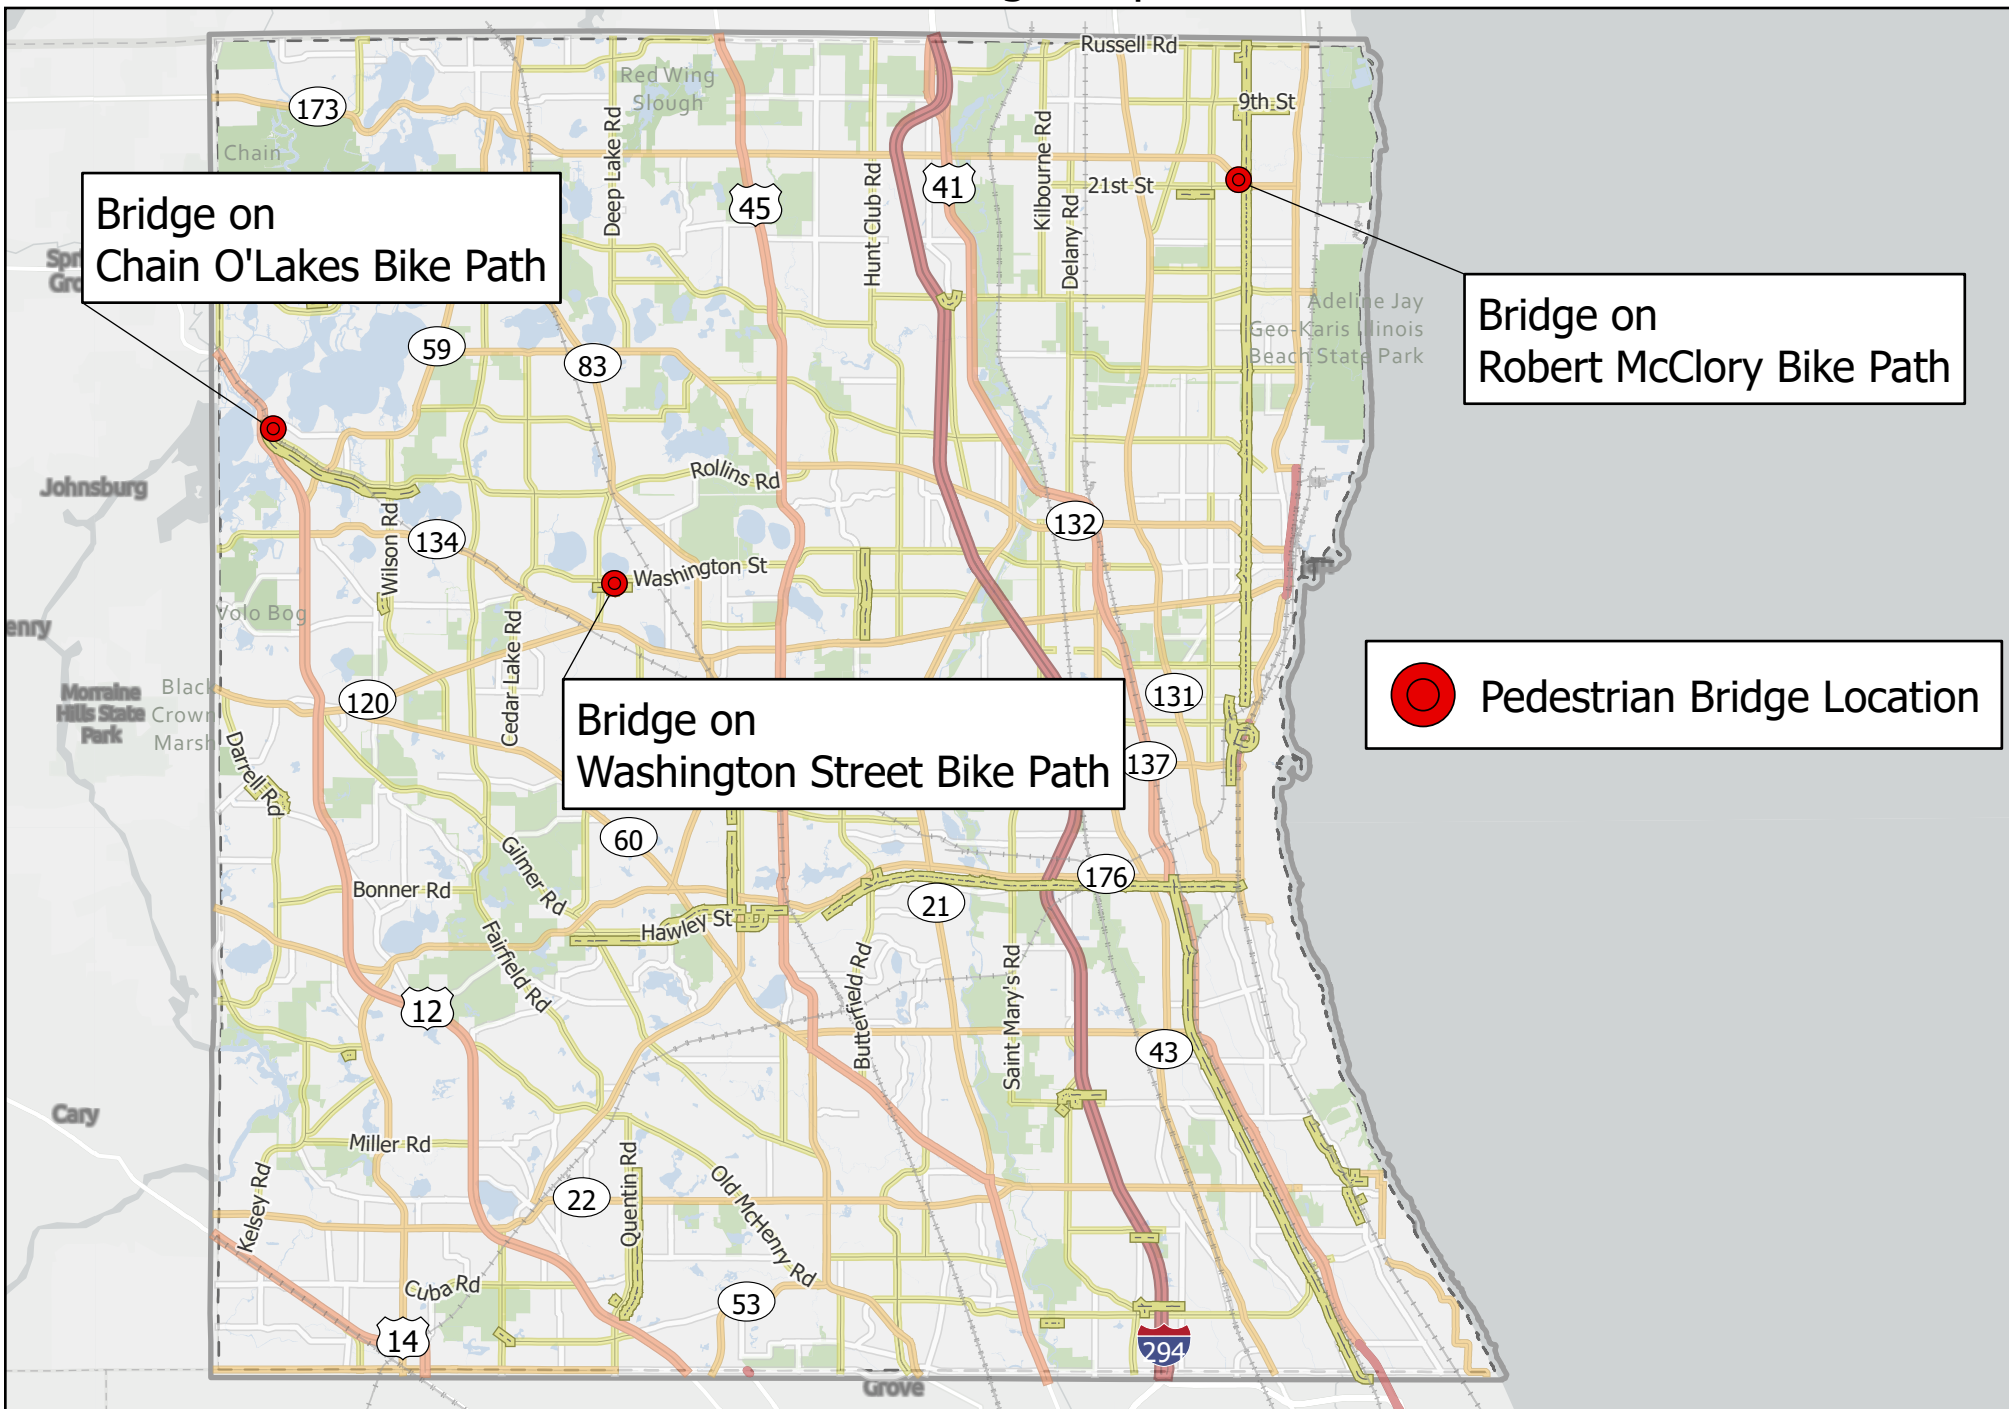 Russell Rd
Red Wing
Slough
173
9th St
Deep Lake Rd
Kilbourne Rd
Chain
Hunt Club Rd
41
21st St
45
Delany Rd
Bridge on
Chain O'Lakes Bike Path
Adeline Jay
Geo-Karis Illinois
Beach State Park
Bridge on
Robert McClory Bike Path
59
83
Rollins Rd
Johnsburg
Wilson Rd
132
134
Washington St
Volo Bog
enry
Cedar Lake Rd
Morraine
Hills State
Park
Black
Crown
Marsh
120
131
Pedestrian Bridge Location
Bridge on
Washington Street Bike Path
137
Darrell Rd
60
Gilmer Rd
176
Bonner Rd
21
Hawley St
Fairfield Rd
Butterfield Rd
Saint Mary's Rd
12
43
Cary
Miller Rd
Kelsey Rd
22
Quentin Rd
Old McHenry Rd
Cuba Rd
53
14
294
Grove